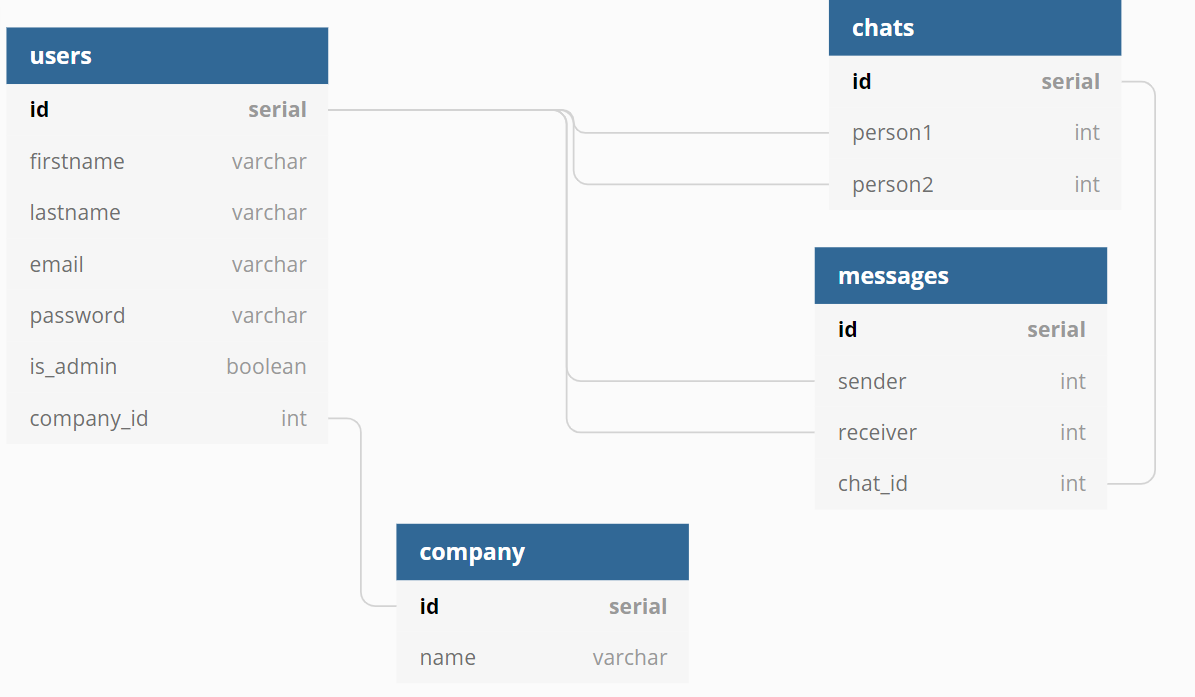 users
id serial
firstname varchar
lastname varchar
email varchar
password varchar
is_admin boolean
company_id int
chats
id serial
person1 int
person2 int
messages
id serial
sender int
receiver int
chat_id int
company
id serial
name varchar